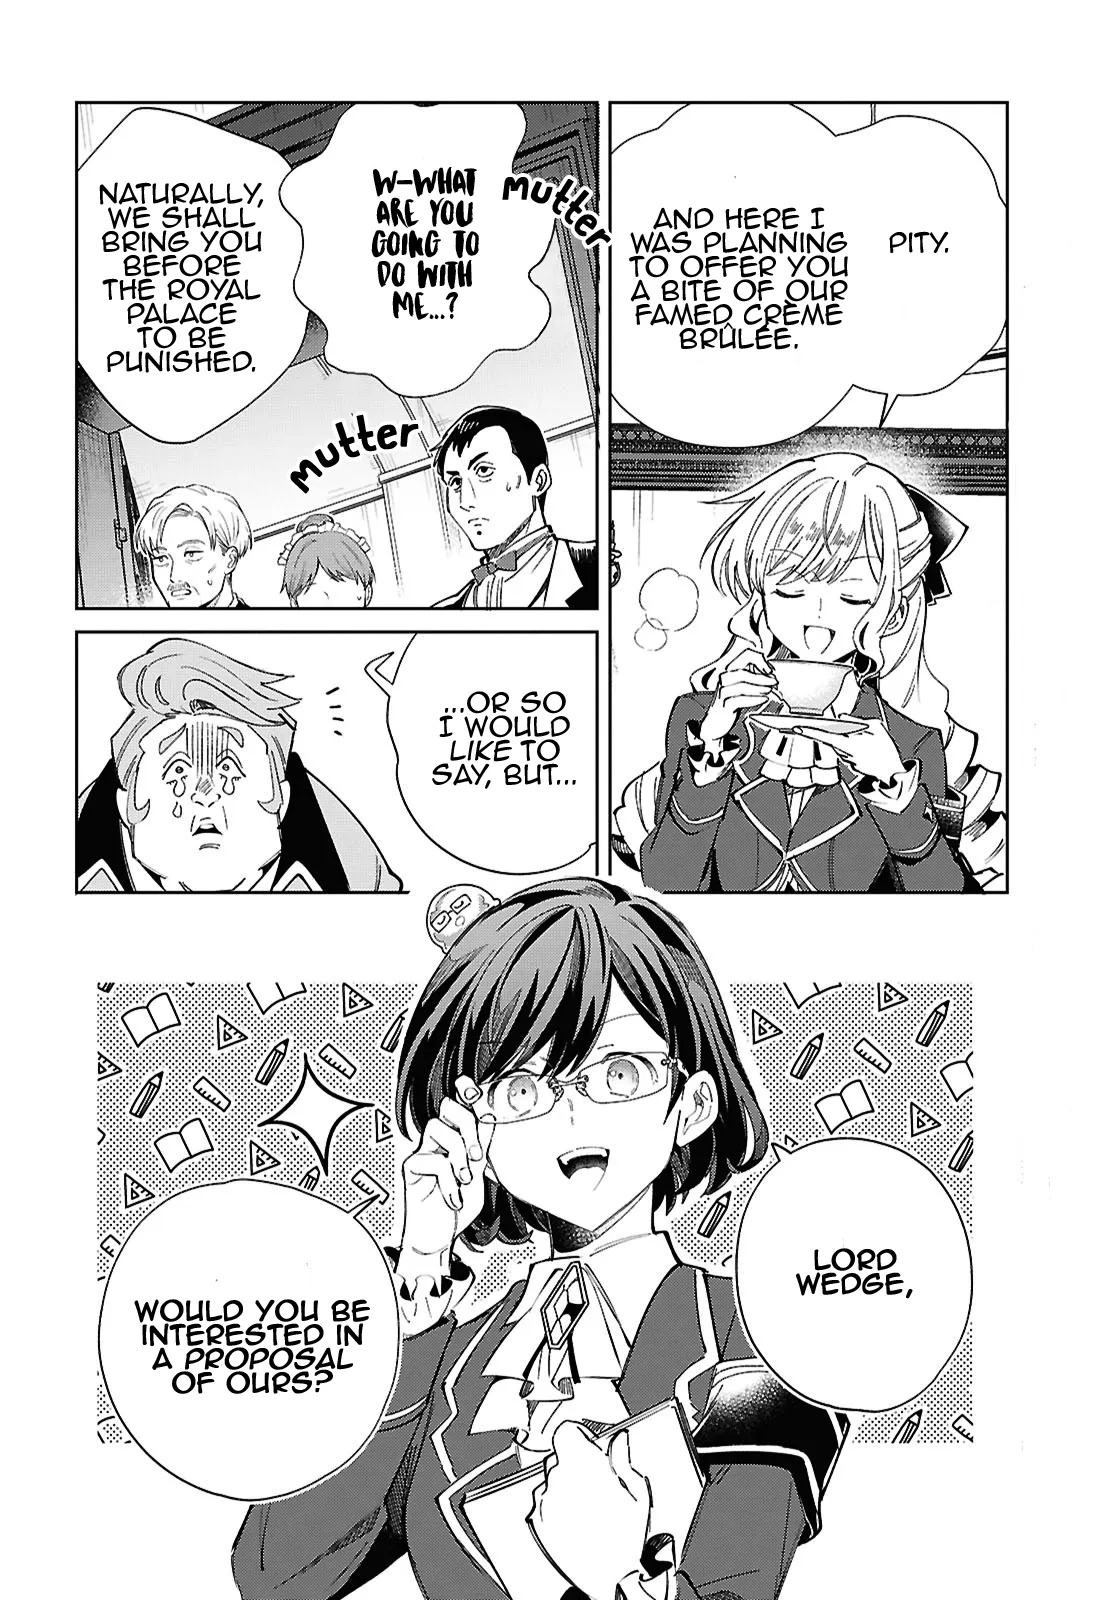 PITY.
AND HERE I
WAS PLANNING
TO OFFER YOU
A BITE OF OUR
FAMED CRÈME
BRÛLÉE.
mutter
W-WHAT
ARE YOU
GOING TO
DO WITH
ME...?
NATURALLY,
WE SHALL
BRING YOU
BEFORE
THE ROYAL
PALACE
TO BE
PUNISHED.
mutter
...OR SO
I WOULD
LIKE TO
SAY, BUT...
LORD
WEDGE,
WOULD YOU BE
INTERESTED IN
A PROPOSAL
OF OURS?